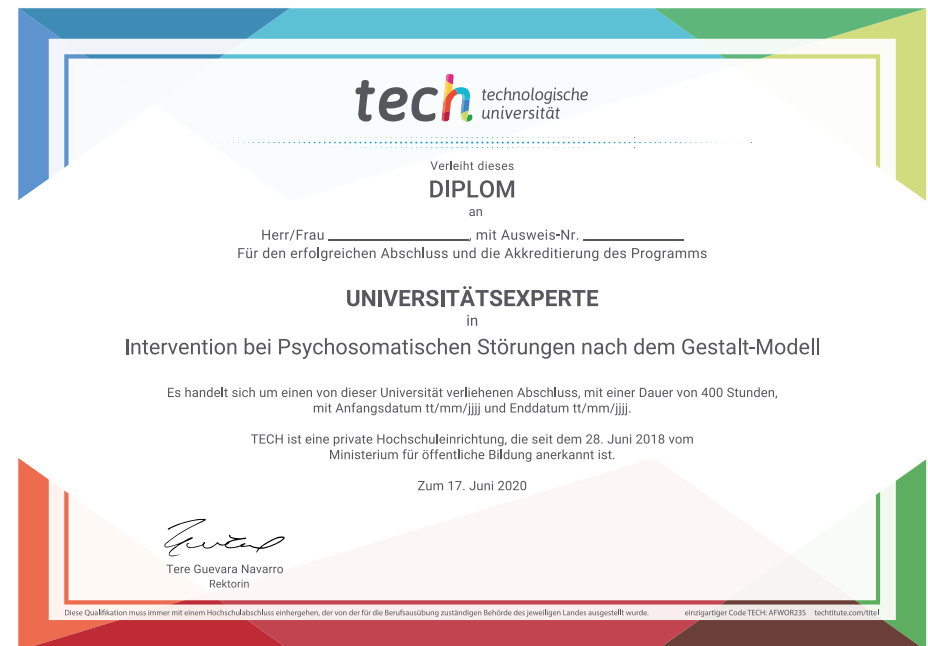 tech technologische
universität
Verleiht dieses
DIPLOM
an
Herr/Frau ____________, mit Ausweis-Nr. ____________
Für den erfolgreichen Abschluss und die Akkreditierung des Programms
UNIVERSITÄTSEXPERTE
in
Intervention bei Psychosomatischen Störungen nach dem Gestalt-Modell
Es handelt sich um einen von dieser Universität verliehenen Abschluss, mit einer Dauer von 400 Stunden,
mit Anfangsdatum tt/mm/jjjj und Enddatum tt/mm/jjjj.
TECH ist eine private Hochschuleinrichtung, die seit dem 28. Juni 2018 vom
Ministerium für öffentliche Bildung anerkannt ist.
Zum 17. Juni 2020
Tere Guevara Navarro
Rektorin
Diese Qualifikation muss immer mit einem Hochschulabschluss einhergehen, der von der für die Berufsausübung zuständigen Behörde des jeweiligen Landes ausgestellt wurde. einzigartiger Code TECH: AFWOR23S techtitute.com/titel